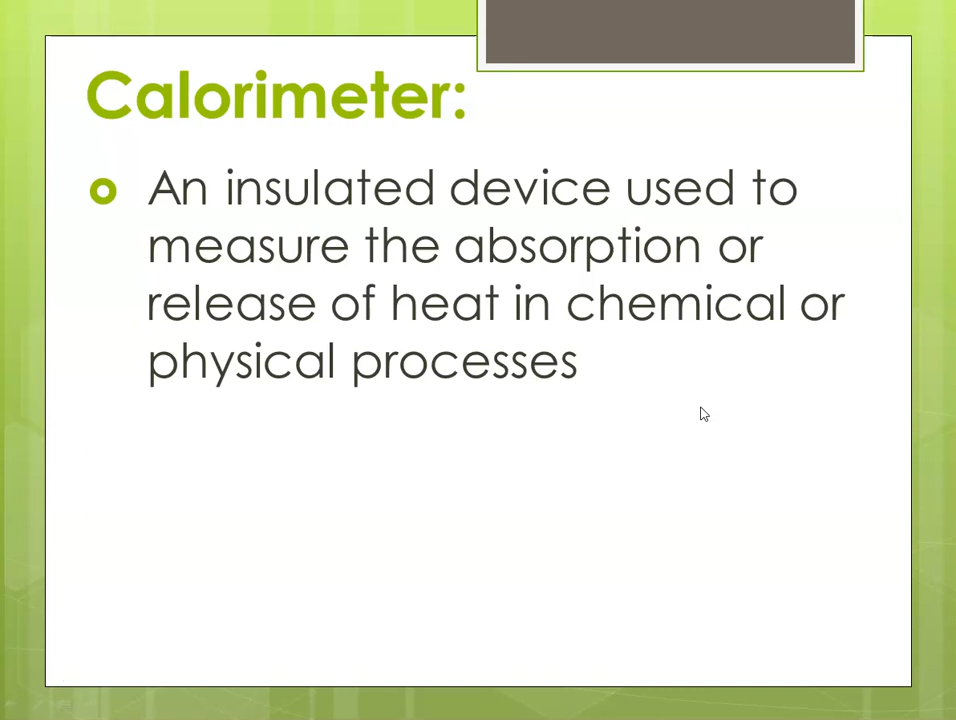 Calorimeter:
An insulated device used to
measure the absorption or
release of heat in chemical or
physical processes